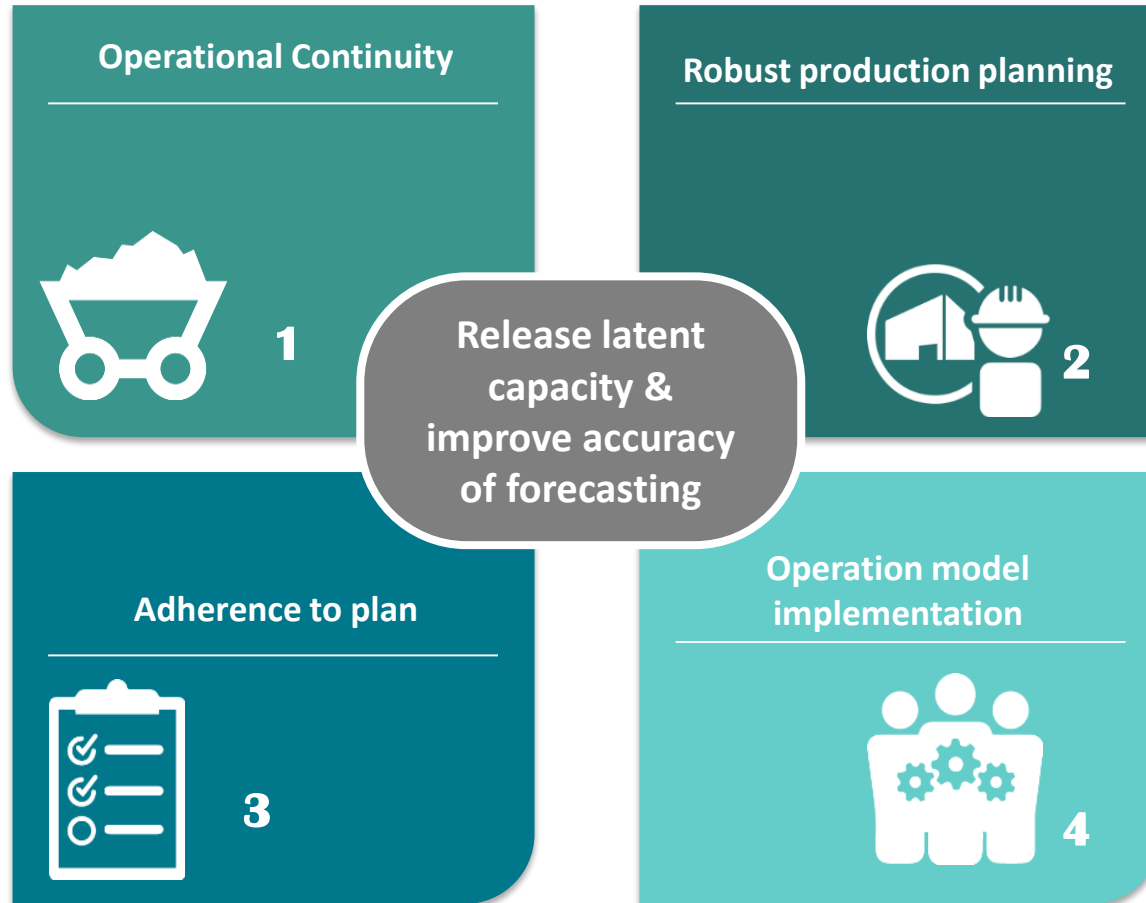 Operational Continuity
1
Robust production planning
2
Release latent
capacity &
improve accuracy
of forecasting
Adherence to plan
3
Operation model
implementation
4